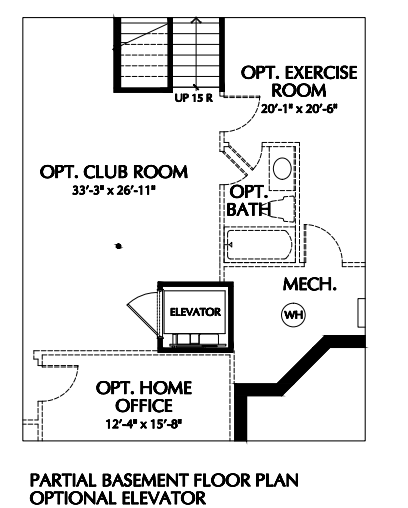 UP 15 R
OPT. EXERCISE
ROOM
20'-1" x 20'-6"
OPT. CLUB ROOM
33'-3" x 26'-11"
OPT.
BATH
MECH.
WH
ELEVATOR
OPT. HOME
OFFICE
12'-4" x 15'-8"
PARTIAL BASEMENT FLOOR PLAN
OPTIONAL ELEVATOR